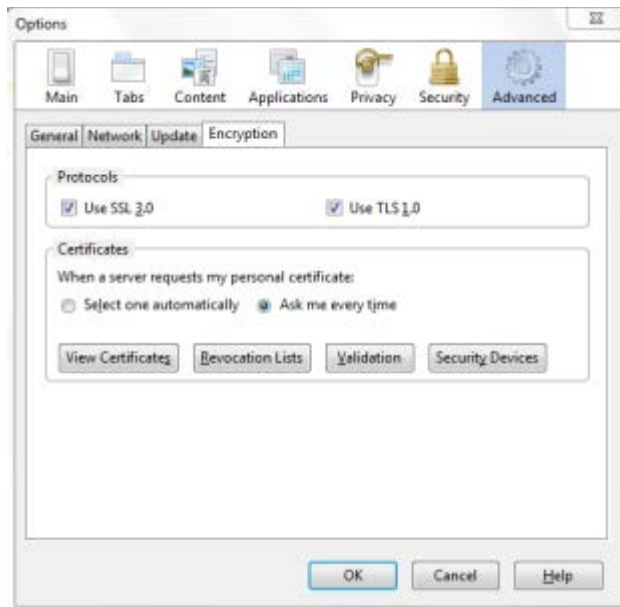 Options
Main Tabs Content Applications Privacy Security Advanced
General Network Update Encryption
Protocols
Use SSL 3.0 Use TLS 1.0
Certificates
When a server requests my personal certificate:
Select one automatically Ask me every time
View Certificates Revocation Lists Validation Security Devices
OK Cancel Help